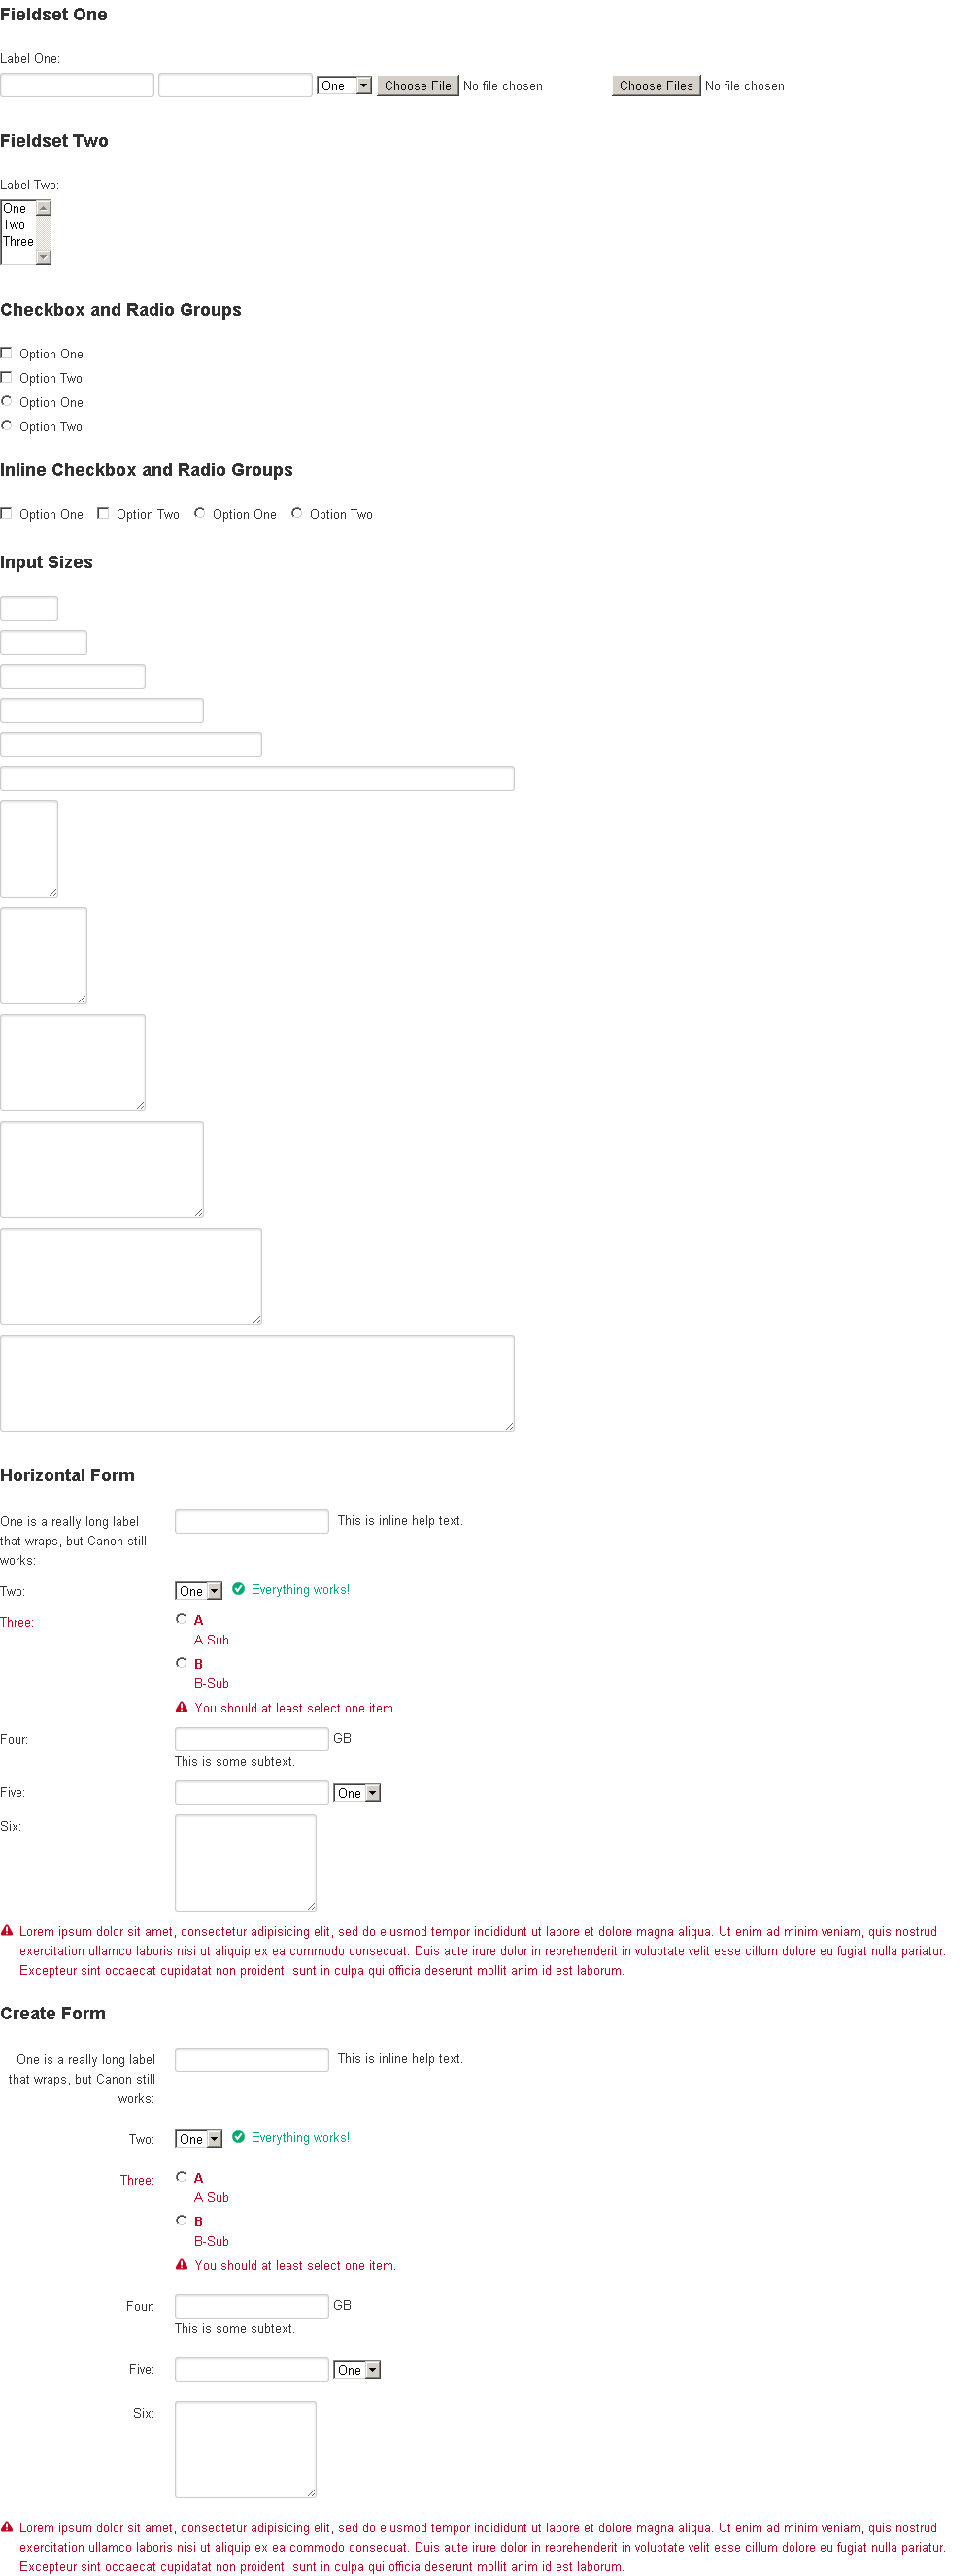 Fieldset One
Label One:
One Choose File No file chosen Choose Files No file chosen
Fieldset Two
Label Two:
One
Two
Three
Checkbox and Radio Groups
Option One
Option Two
Option One
Option Two
Inline Checkbox and Radio Groups
Option One Option Two Option One Option Two
Input Sizes
Horizontal Form
One is a really long label
that wraps, but Canon still
works:
This is inline help text.
Two: One Everything works!
Three: A
A Sub
B
B-Sub
You should at least select one item.
Four: GB
This is some subtext.
Five: One
Six:
Lorem ipsum dolor sit amet, consectetur adipisicing elit, sed do eiusmod tempor incididunt ut labore et dolore magna aliqua. Ut enim ad minim veniam, quis nostrud
exercitation ullamco laboris nisi ut aliquip ex ea commodo consequat. Duis aute irure dolor in reprehenderit in voluptate velit esse cillum dolore eu fugiat nulla pariatur.
Excepteur sint occaecat cupidatat non proident, sunt in culpa qui officia deserunt mollit anim id est laborum.
Create Form
One is a really long label
that wraps, but Canon still
works:
This is inline help text.
Two: One Everything works!
Three: A
A Sub
B
B-Sub
You should at least select one item.
Four: GB
This is some subtext.
Five: One
Six:
Lorem ipsum dolor sit amet, consectetur adipisicing elit, sed do eiusmod tempor incididunt ut labore et dolore magna aliqua. Ut enim ad minim veniam, quis nostrud
exercitation ullamco laboris nisi ut aliquip ex ea commodo consequat. Duis aute irure dolor in reprehenderit in voluptate velit esse cillum dolore eu fugiat nulla pariatur.
Excepteur sint occaecat cupidatat non proident, sunt in culpa qui officia deserunt mollit anim id est laborum.